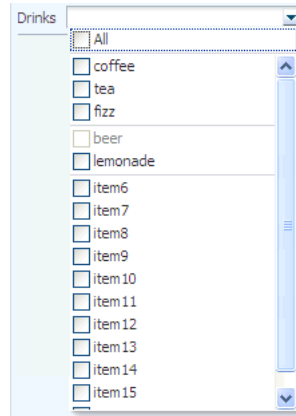 Drinks
All
coffee
tea
fizz
beer
lemonade
item6
item7
item8
item9
item10
item11
item12
item13
item14
item15